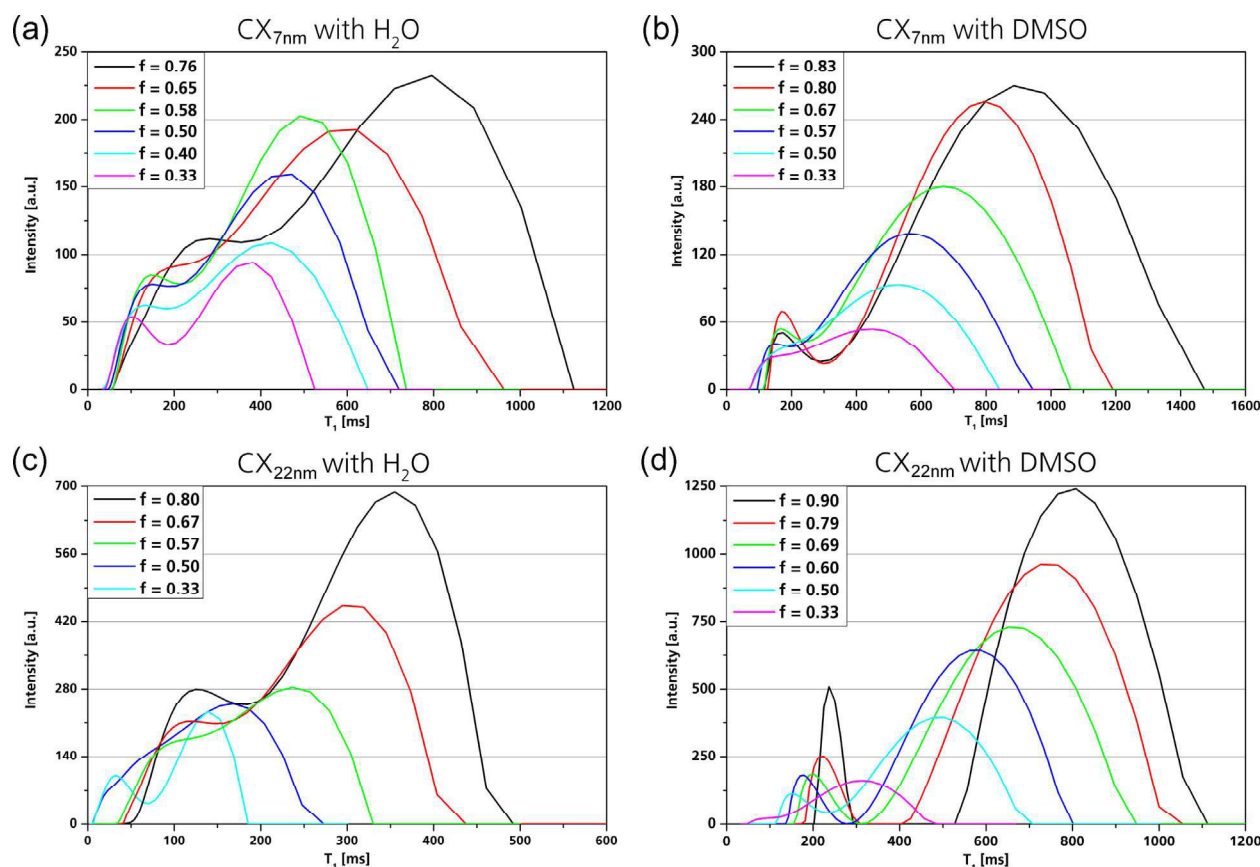 (a) CX7nm with H2O
250
200
150
100
50
0
Intensity [a.u.]
f = 0.76
f = 0.65
f = 0.58
f = 0.50
f = 0.40
f = 0.33
0 200 400 600 800 1000 1200
T1 [ms]
(b) CX7nm with DMSO
300
260
180
120
60
0
Intensity [a.u.]
f = 0.83
f = 0.80
f = 0.67
f = 0.57
f = 0.50
f = 0.33
0 200 400 600 800 1000 1200 1400 1600
T1 [ms]
(c) CX22nm with H2O
700
560
420
280
140
0
Intensity [a.u.]
f = 0.80
f = 0.67
f = 0.57
f = 0.50
f = 0.33
0 100 200 300 400 500 600
T1 [ms]
(d) CX22nm with DMSO
1250
1000
750
500
250
0
Intensity [a.u.]
f = 0.90
f = 0.79
f = 0.69
f = 0.60
f = 0.50
f = 0.33
0 200 400 600 800 1000 1200
[ms]